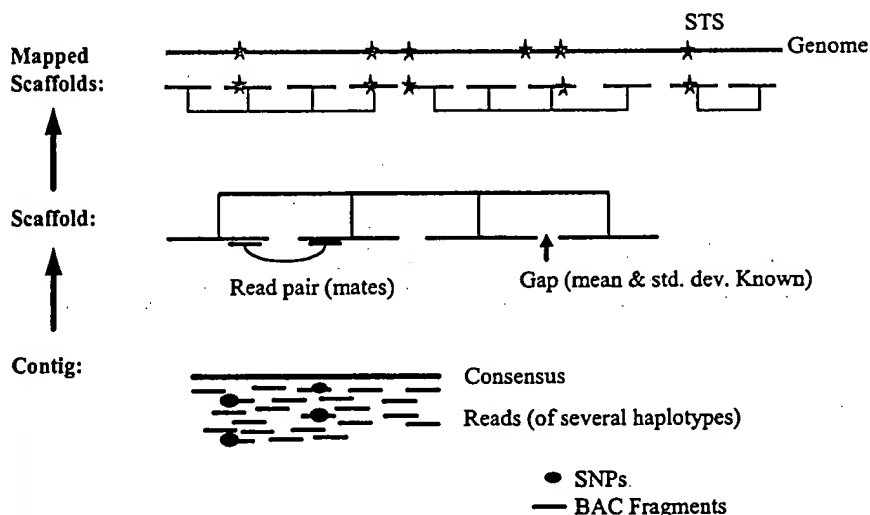 STS
Genome
Mapped
Scaffolds:
Scaffold:
Read pair (mates)
Gap (mean & std. dev. Known)
Contig:
Consensus
Reads (of several haplotypes)
SNPs.
BAC Fragments